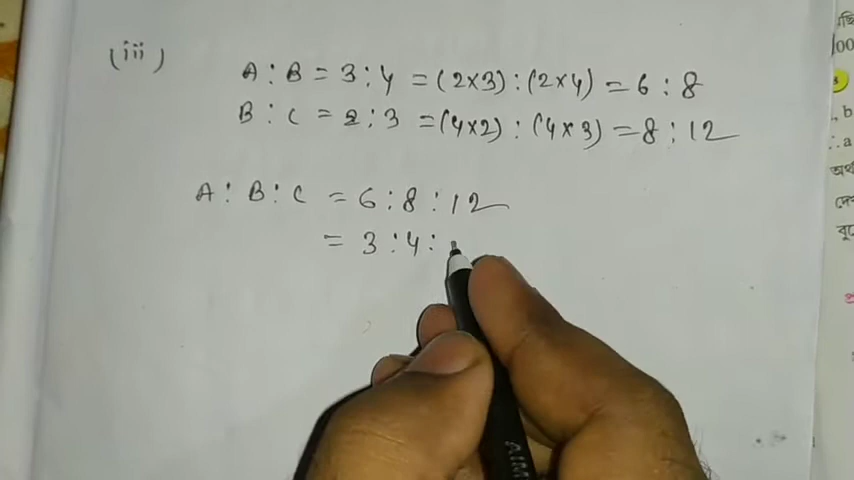 (iii)
A : B = 3 : 4 = (2×3) : (2×4) = 6 : 8
B : C = 2 : 3 = (4×2) : (4×3) = 8 : 12
A : B : C = 6 : 8 : 12
= 3 : 4 :
AIM